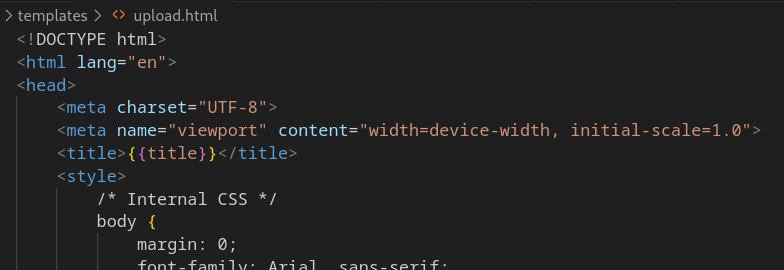 templates > <> upload.html
<!DOCTYPE html>
<html lang="en">
<head>
<meta charset="UTF-8">
<meta name="viewport" content="width=device-width, initial-scale=1.0">
<title>{{title}}</title>
<style>
/* Internal CSS */
body {
margin: 0;
font-family: Arial, sans-serif;